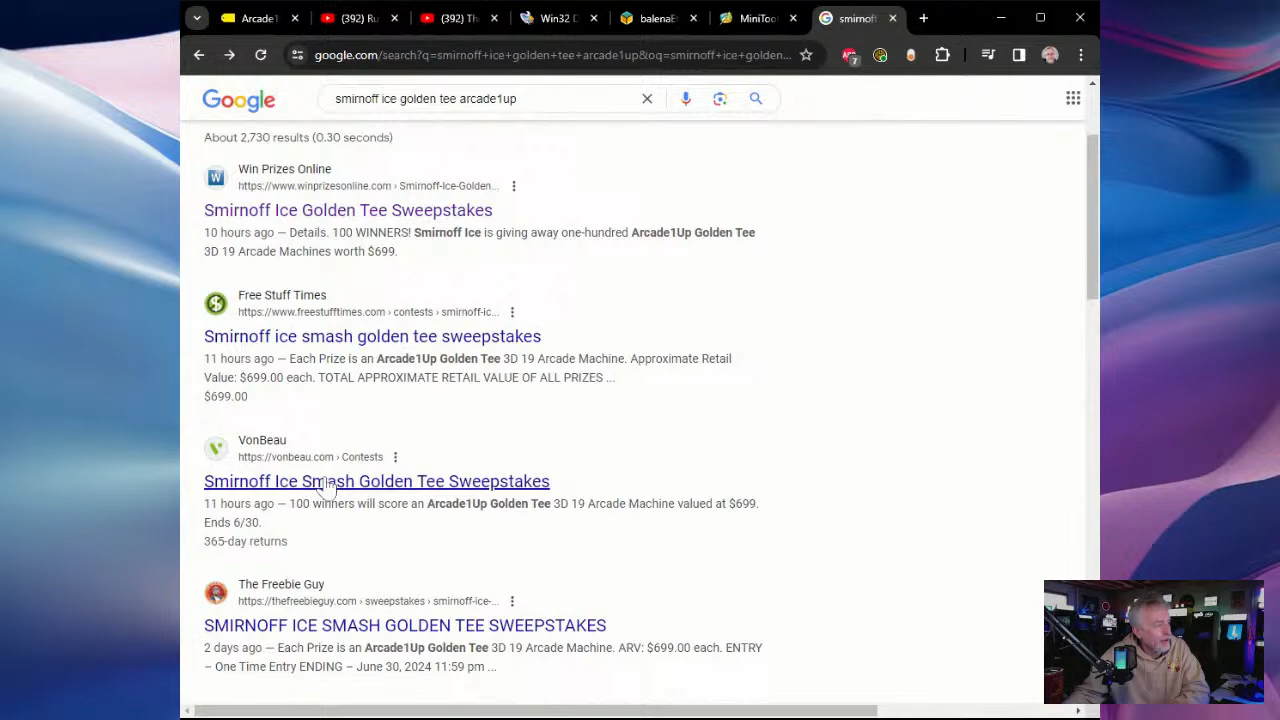 Arcade1
(392) Ru
(392) Th
Win32 D
balenaE
MiniToo
smirnoff
google.com/search?q=smirnoff+ice+golden+tee+arcade1up&oq=smirnoff+ice+golden...
7
Google
smirnoff ice golden tee arcade1up
About 2,730 results (0.30 seconds)
W
Win Prizes Online
https://www.winprizesonline.com › Smirnoff-Ice-Golden...
Smirnoff Ice Golden Tee Sweepstakes
10 hours ago — Details. 100 WINNERS! Smirnoff Ice is giving away one-hundred Arcade1Up Golden Tee
3D 19 Arcade Machines worth $699.
Free Stuff Times
https://www.freestufftimes.com › contests › smirnoff-ic...
Smirnoff ice smash golden tee sweepstakes
11 hours ago — Each Prize is an Arcade1Up Golden Tee 3D 19 Arcade Machine. Approximate Retail
Value: $699.00 each. TOTAL APPROXIMATE RETAIL VALUE OF ALL PRIZES ...
$699.00
VonBeau
https://vonbeau.com › Contests
Smirnoff Ice Smash Golden Tee Sweepstakes
11 hours ago — 100 winners will score an Arcade1Up Golden Tee 3D 19 Arcade Machine valued at $699.
Ends 6/30.
365-day returns
The Freebie Guy
https://thefreebieguy.com › sweepstakes › smirnoff-ice-...
SMIRNOFF ICE SMASH GOLDEN TEE SWEEPSTAKES
2 days ago — Each Prize is an Arcade1Up Golden Tee 3D 19 Arcade Machine. ARV: $699.00 each. ENTRY
– One Time Entry ENDING – June 30, 2024 11:59 pm ...